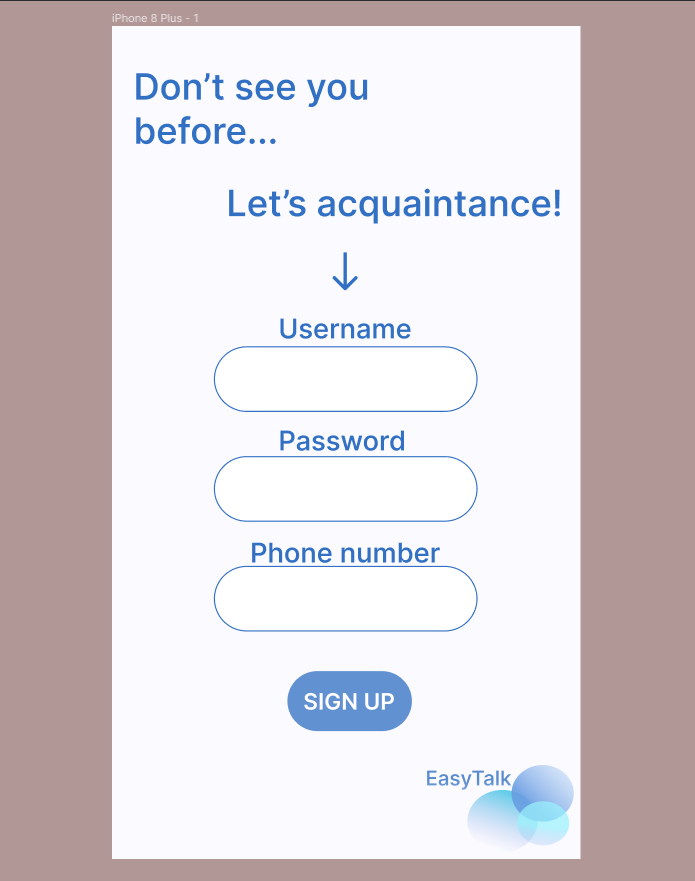 iPhone 8 Plus - 1
Don’t see you
before...
Let’s acquaintance!
Username
Password
Phone number
SIGN UP
EasyTalk